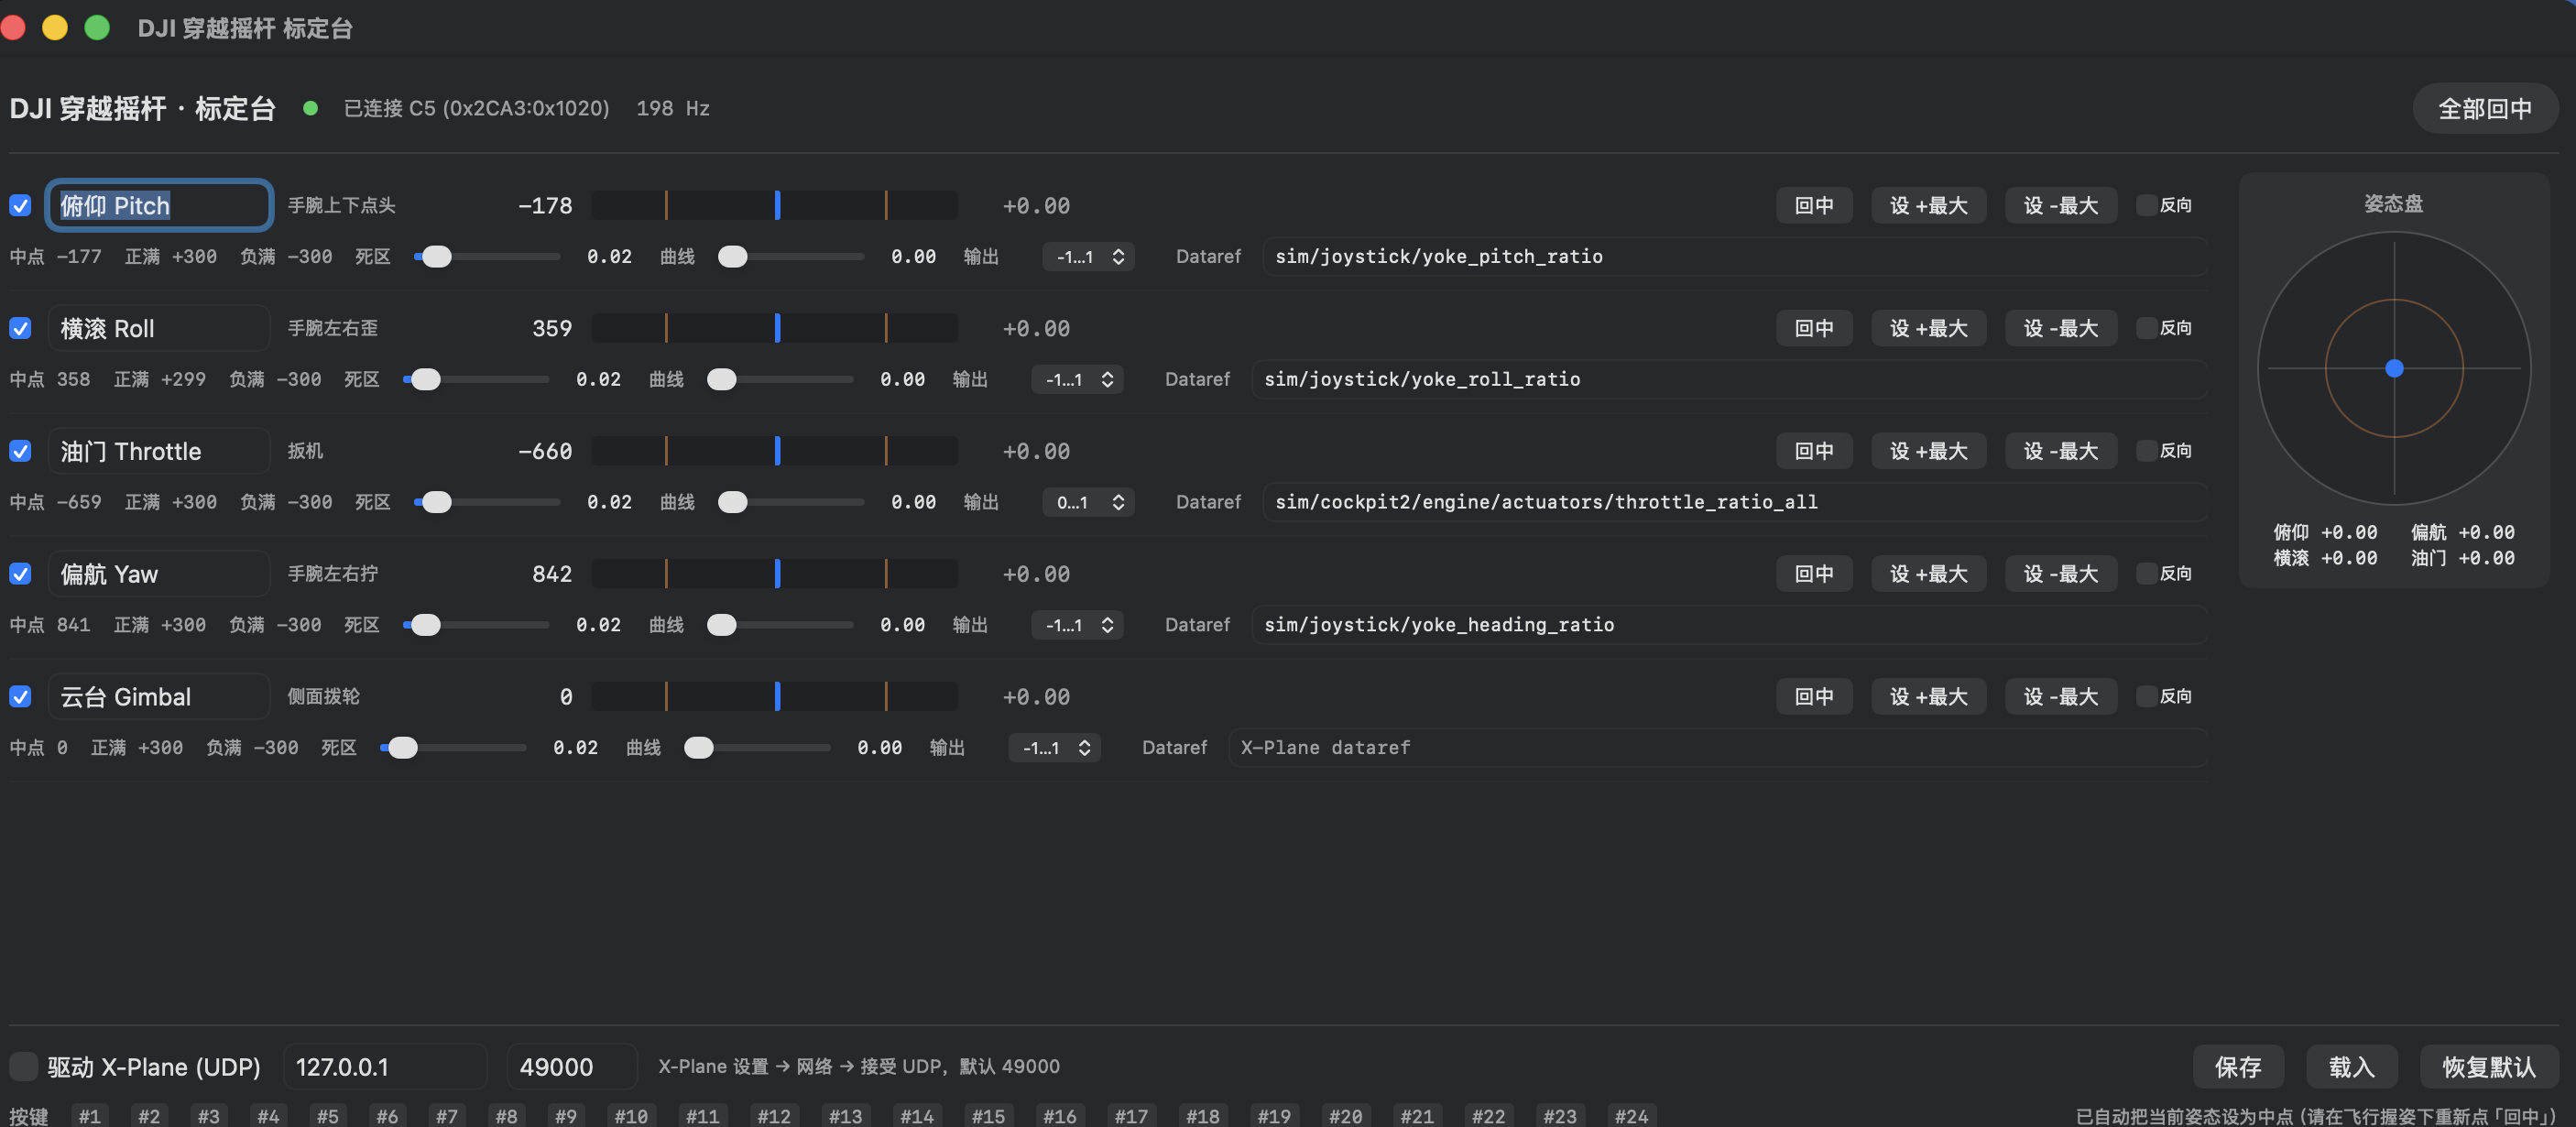 DJI 穿越摇杆 标定台
DJI 穿越摇杆 · 标定台 已连接 C5 (0x2CA3:0x1020) 198 Hz 全部回中
俯仰 Pitch 手腕上下点头 −178 +0.00 回中 设 +最大 设 -最大 反向
中点 −177 正满 +300 负满 −300 死区 0.02 曲线 0.00 输出 -1...1 Dataref sim/joystick/yoke_pitch_ratio
横滚 Roll 手腕左右歪 359 +0.00 回中 设 +最大 设 -最大 反向
中点 358 正满 +299 负满 −300 死区 0.02 曲线 0.00 输出 -1...1 Dataref sim/joystick/yoke_roll_ratio
油门 Throttle 扳机 −660 +0.00 回中 设 +最大 设 -最大 反向
中点 −659 正满 +300 负满 −300 死区 0.02 曲线 0.00 输出 0...1 Dataref sim/cockpit2/engine/actuators/throttle_ratio_all
偏航 Yaw 手腕左右拧 842 +0.00 回中 设 +最大 设 -最大 反向
中点 841 正满 +300 负满 −300 死区 0.02 曲线 0.00 输出 -1...1 Dataref sim/joystick/yoke_heading_ratio
云台 Gimbal 侧面拨轮 0 +0.00 回中 设 +最大 设 -最大 反向
中点 0 正满 +300 负满 −300 死区 0.02 曲线 0.00 输出 -1...1 Dataref X−Plane dataref
姿态盘
俯仰 +0.00 偏航 +0.00
横滚 +0.00 油门 +0.00
驱动 X-Plane (UDP) 127.0.0.1 49000 X-Plane 设置 → 网络 → 接受 UDP，默认 49000 保存 载入 恢复默认
按键 #1 #2 #3 #4 #5 #6 #7 #8 #9 #10 #11 #12 #13 #14 #15 #16 #17 #18 #19 #20 #21 #22 #23 #24 已自动把当前姿态设为中点 (请在飞行握姿下重新点「回中」)